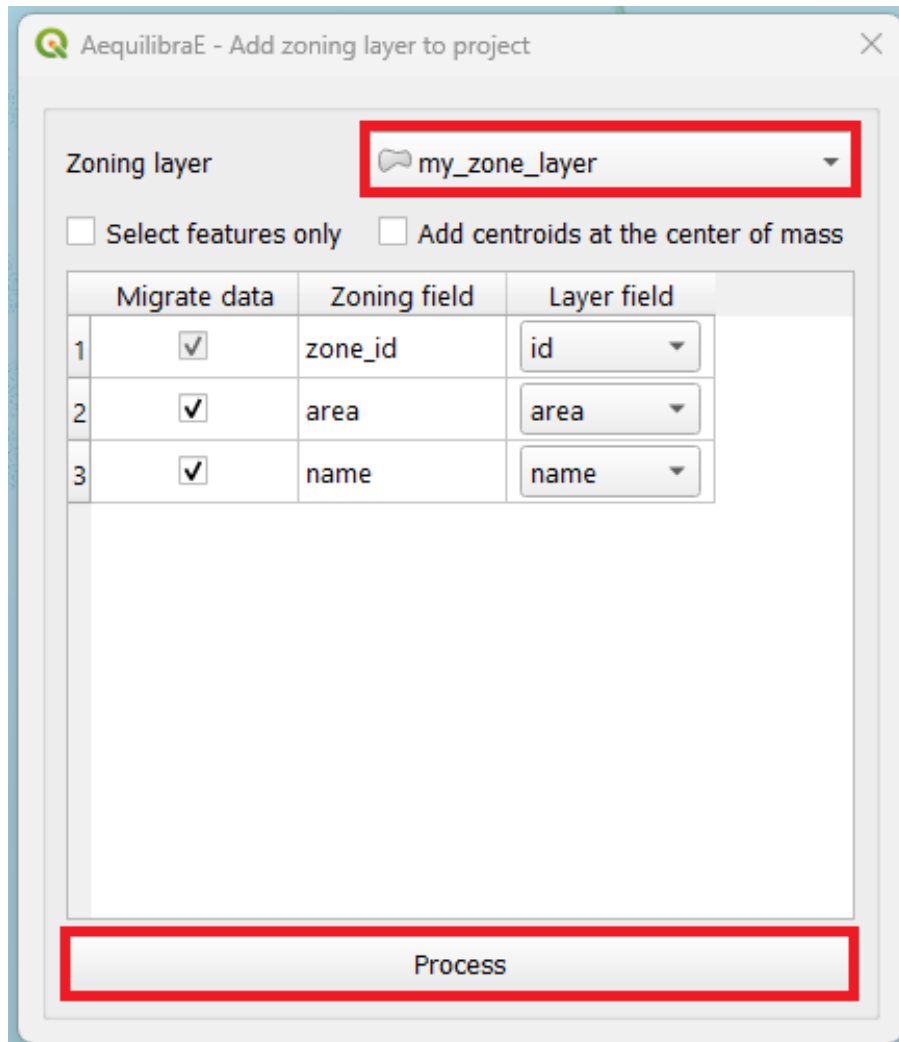 AequilibraE - Add zoning layer to project
Zoning layer my_zone_layer
Select features only Add centroids at the center of mass
Migrate data Zoning field Layer field
1 zone_id id
2 area area
3 name name
Process